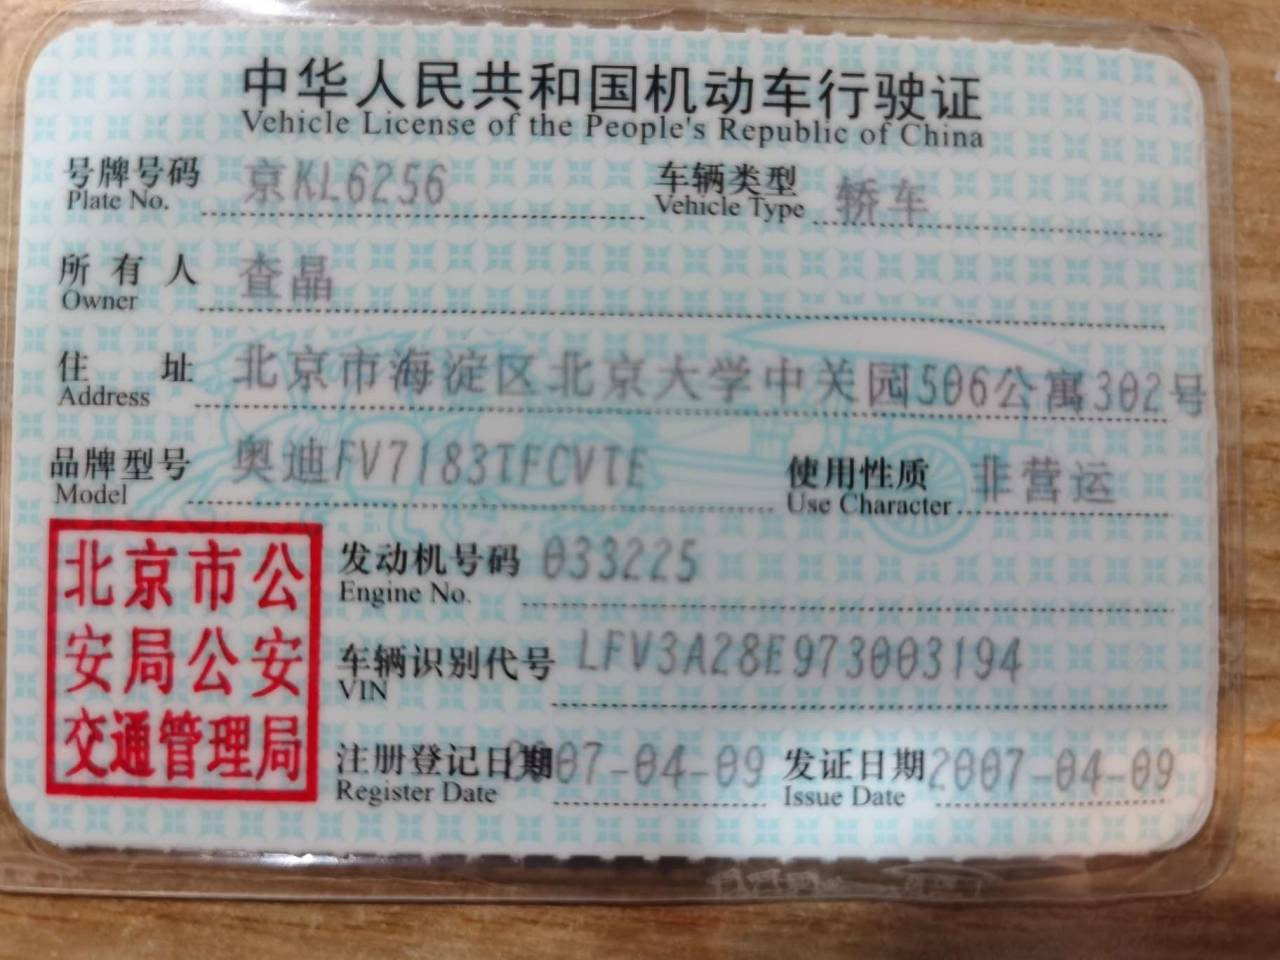 中华人民共和国机动车行驶证
Vehicle License of the People's Republic of China
号牌号码 京KL6256 车辆类型 轿车
Plate No. Vehicle Type
所有人 查晶
Owner
住址 北京市海淀区北京大学中关园506公寓302号
Address
品牌型号 奥迪FV7183TFCVTE 使用性质 非营运
Model Use Character
发动机号码 033225
Engine No.
车辆识别代号 LFV3A28E973003194
VIN
注册登记日期 2007-04-09 发证日期 2007-04-09
Register Date Issue Date
北京市公
安局公安
交通管理局